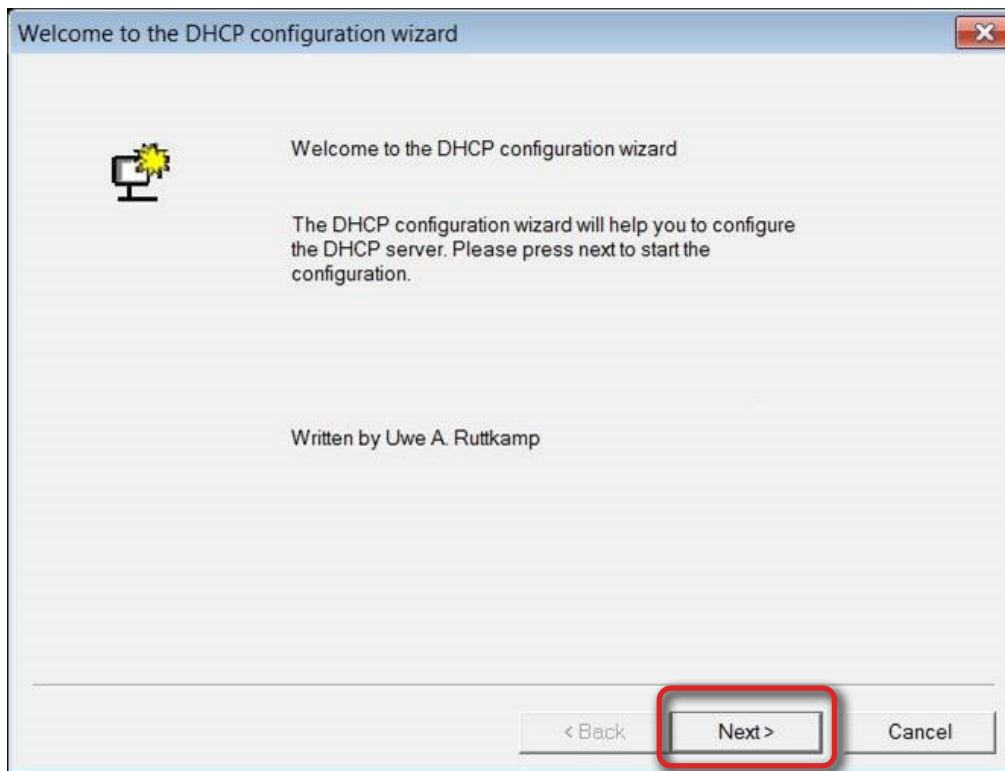 Welcome to the DHCP configuration wizard
Welcome to the DHCP configuration wizard
The DHCP configuration wizard will help you to configure
the DHCP server. Please press next to start the
configuration.
Written by Uwe A. Ruttkamp
< Back
Next >
Cancel